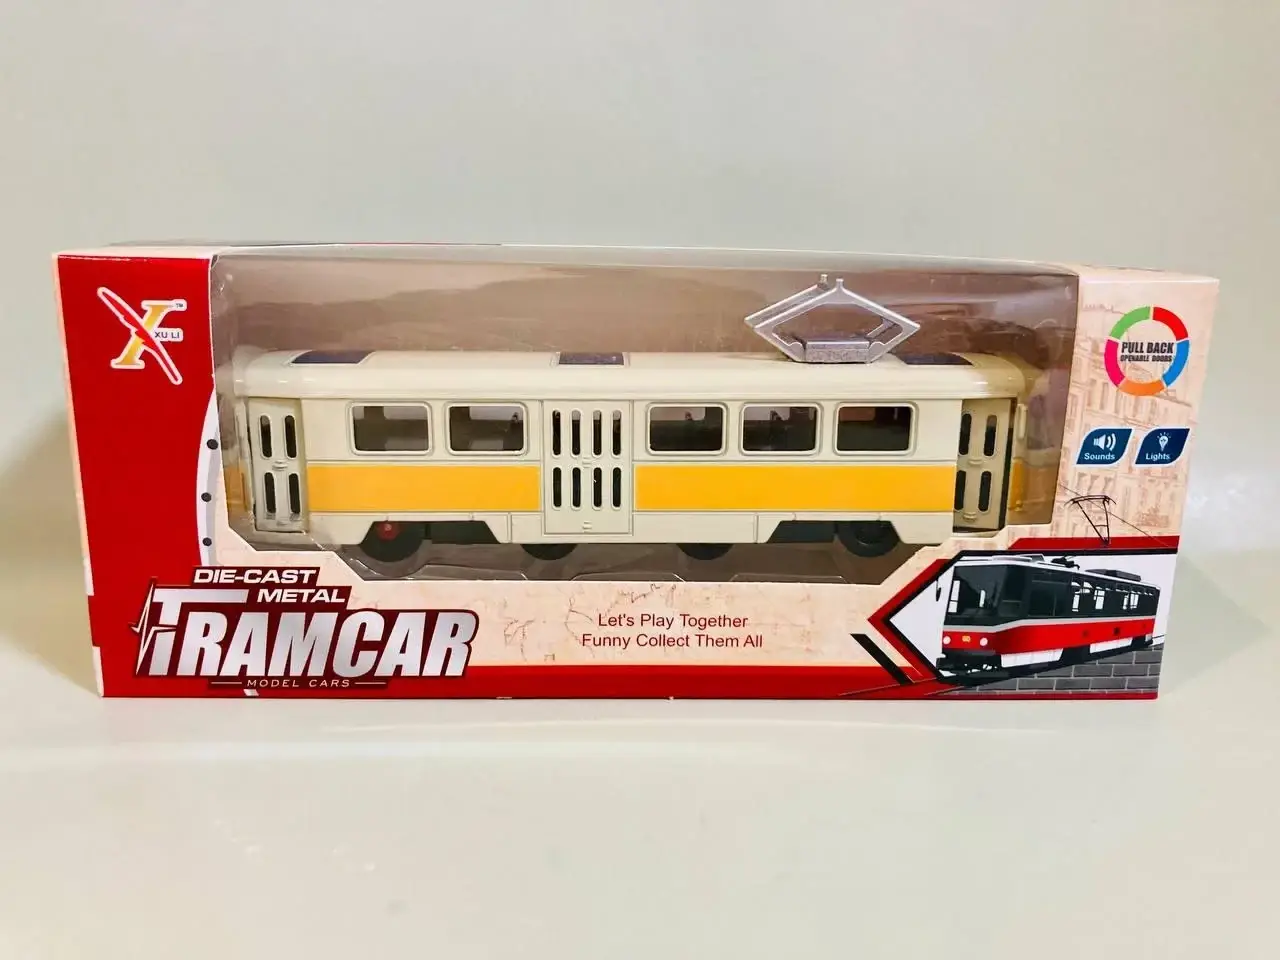 XU LI
TM
PULL BACK
OPENABLE DOORS
Sounds
Lights
DIE-CAST
METAL
TRAMCAR
MODEL CARS
Let's Play Together
Funny Collect Them All